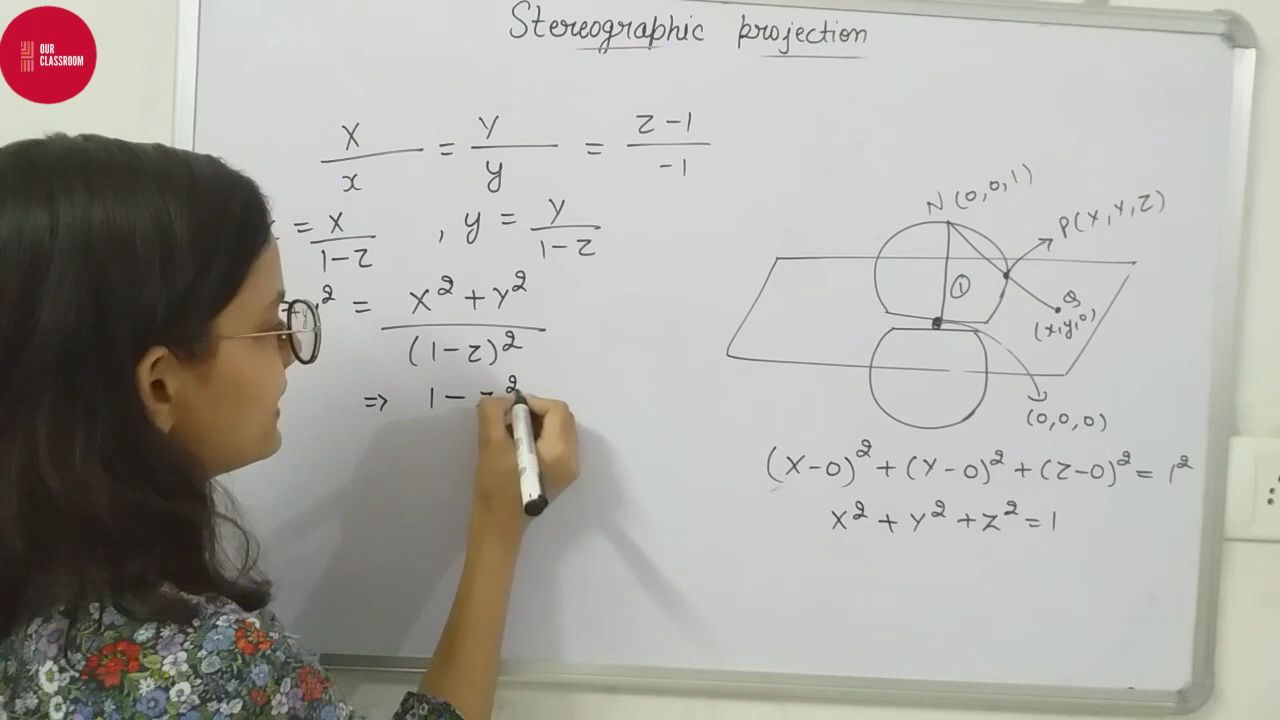 OUR
CLASSROOM
Stereographic projection
X/x = Y/y = Z-1/-1
= X/1-Z , y = Y/1-Z
² = X² + Y²/(1-Z)²
⇒ 1 - Z²
N(0,0,1)
P(X,Y,Z)
①
Q
(x,y,0)
(0,0,0)
(X-0)² + (Y-0)² + (Z-0)² = 1²
X² + Y² + Z² = 1